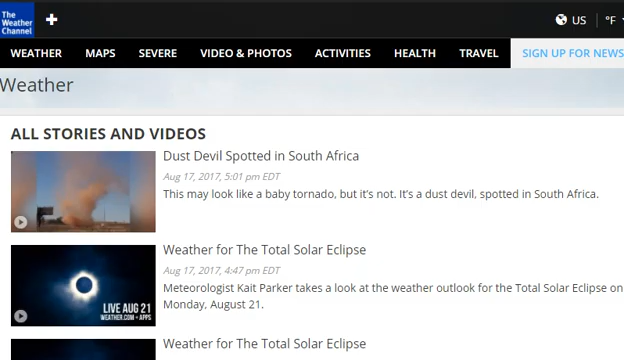 The
Weather
Channel
US
°F
WEATHER MAPS SEVERE VIDEO & PHOTOS ACTIVITIES HEALTH TRAVEL SIGN UP FOR NEWS
Weather
ALL STORIES AND VIDEOS
Dust Devil Spotted in South Africa
Aug 17, 2017, 5:01 pm EDT
This may look like a baby tornado, but it’s not. It’s a dust devil, spotted in South Africa.
Weather for The Total Solar Eclipse
Aug 17, 2017, 4:47 pm EDT
Meteorologist Kait Parker takes a look at the weather outlook for the Total Solar Eclipse on
Monday, August 21.
LIVE AUG 21
WEATHER.COM + APPS
Weather for The Total Solar Eclipse